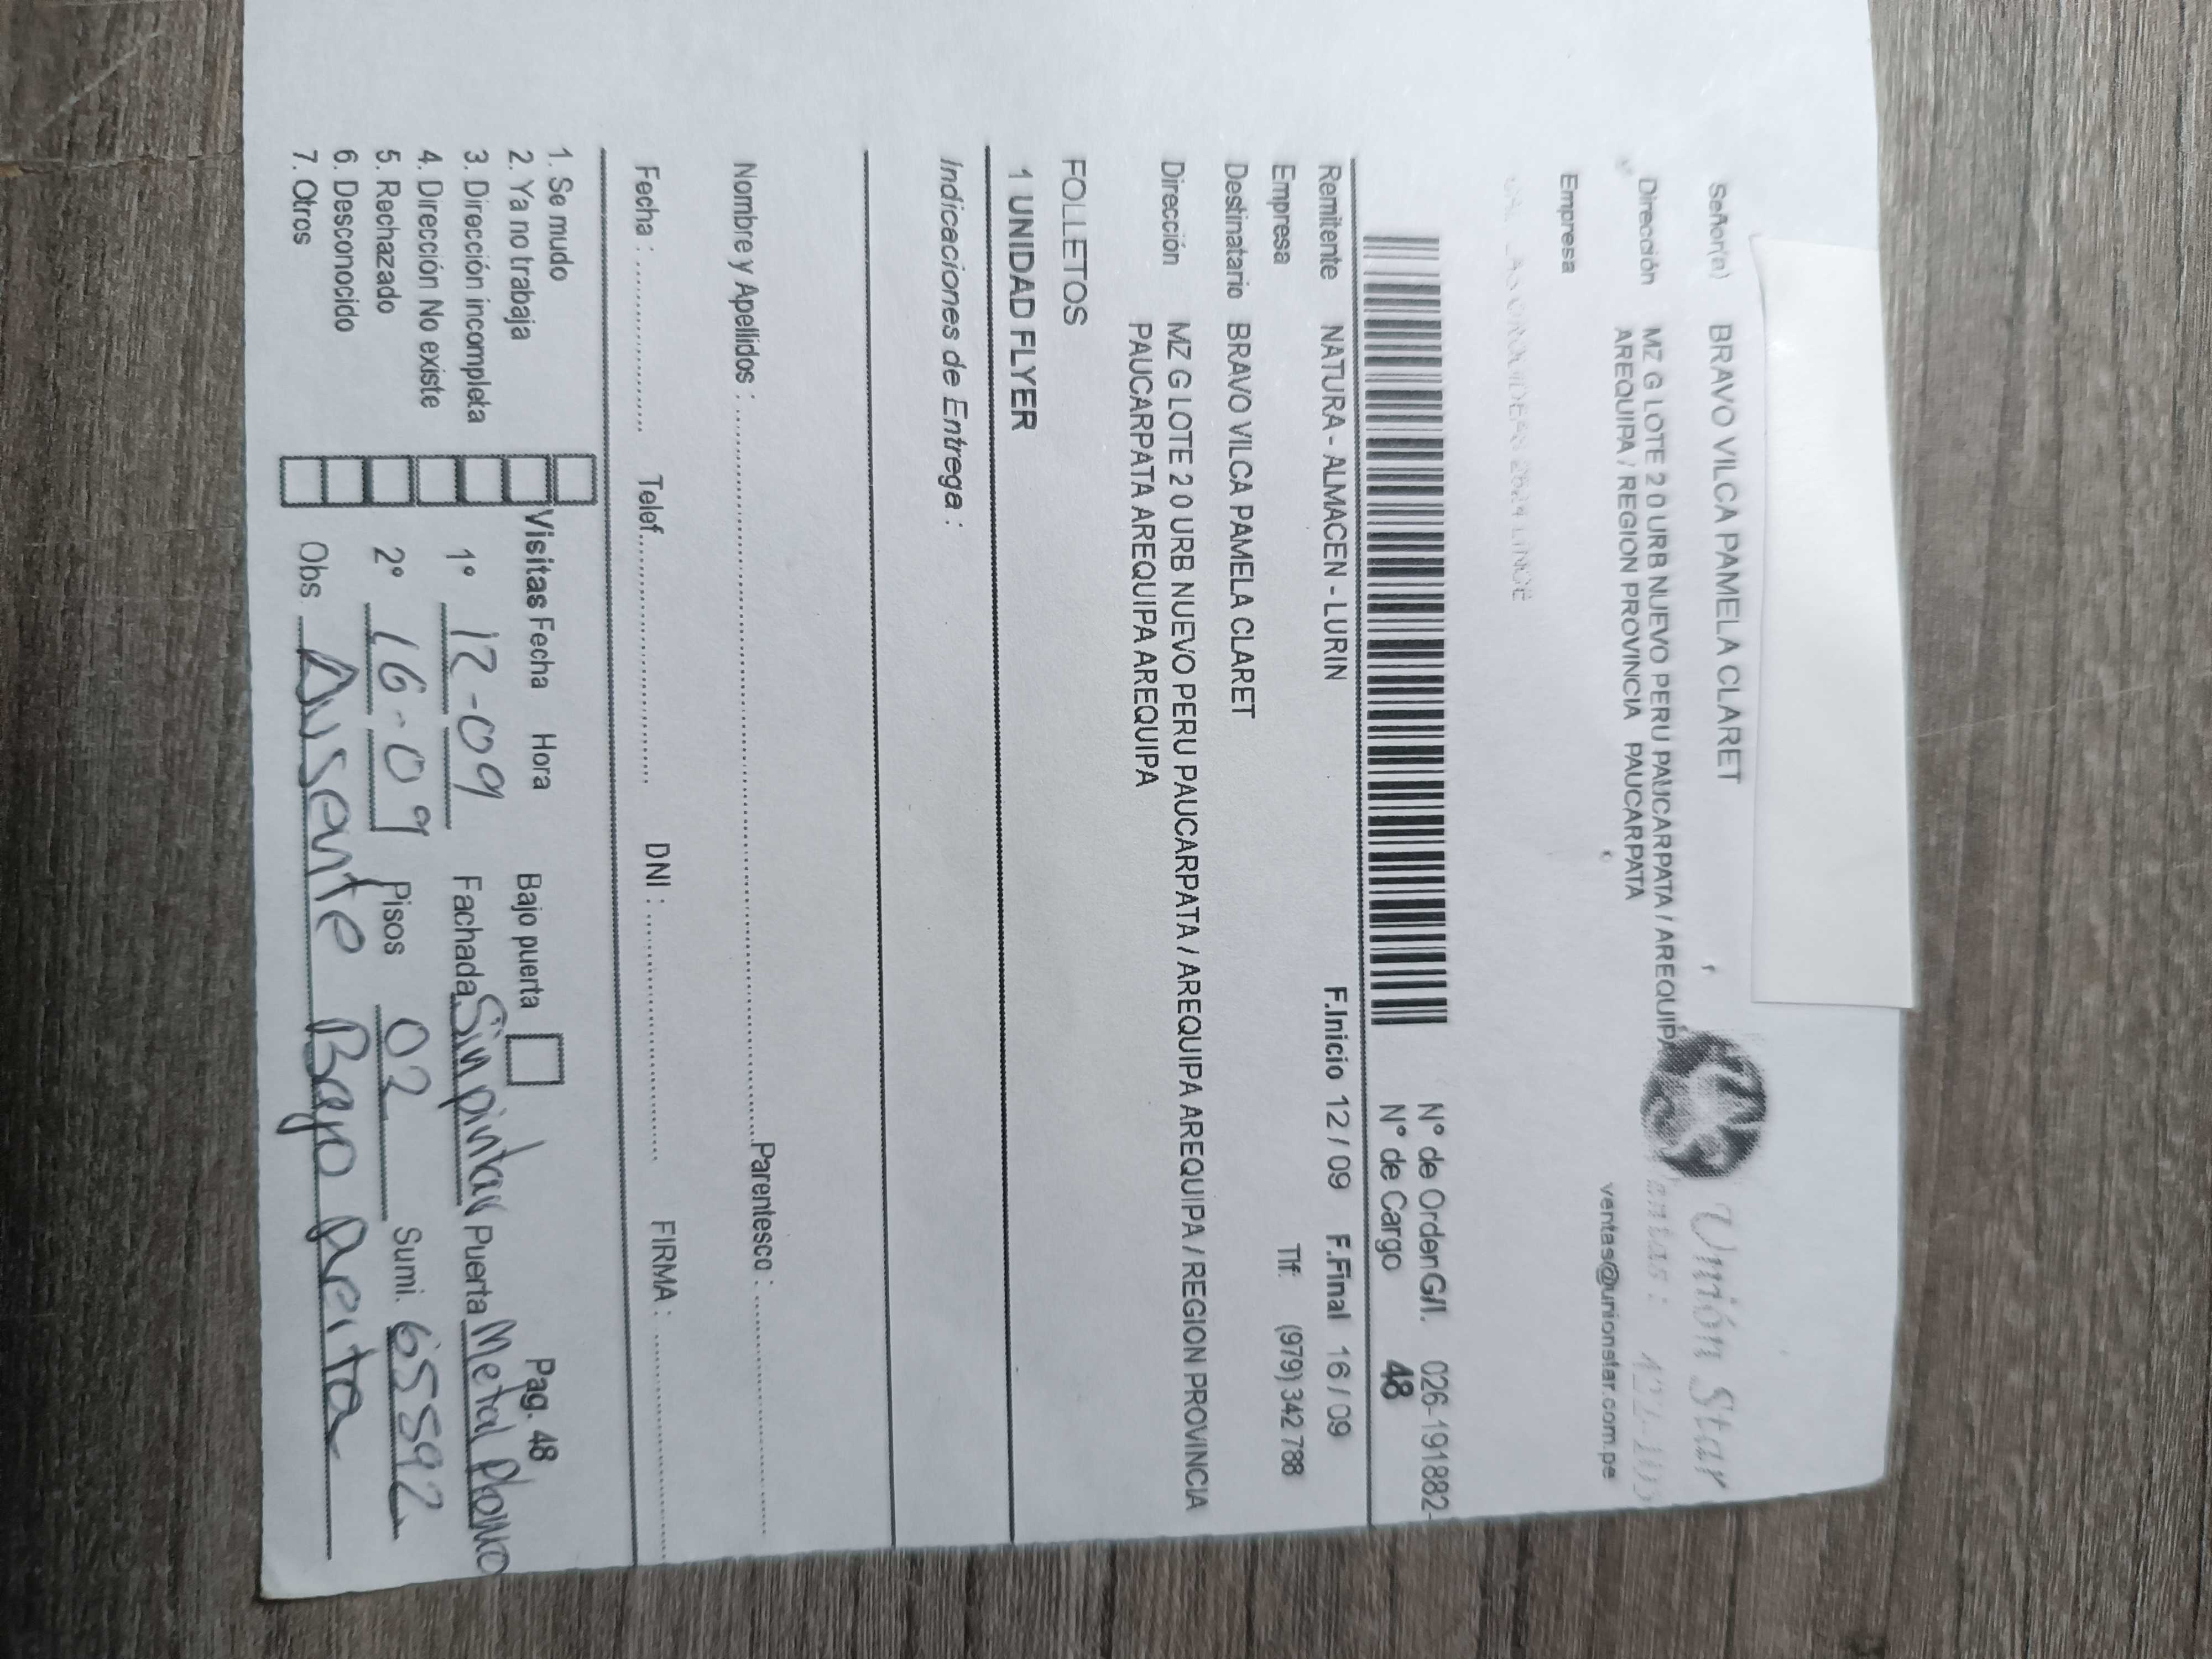 Señor(a) BRAVO VILCA PAMELA CLARET
Unión Star
Dirección MZ G LOTE 2 0 URB NUEVO PERU PAUCARPATA / AREQUIPA
AREQUIPA / REGION PROVINCIA PAUCARPATA
ventas@unionstar.com.pe
Empresa
N° de Orden G/I. 026-191882-
N° de Cargo 48
Remitente NATURA - ALMACEN - LURIN F.Inicio 12 / 09 F.Final 16 / 09
Empresa Tlf. (979) 342 788
Destinatario BRAVO VILCA PAMELA CLARET
Dirección MZ G LOTE 2 0 URB NUEVO PERU PAUCARPATA / AREQUIPA AREQUIPA / REGION PROVINCIA
PAUCARPATA AREQUIPA AREQUIPA
FOLLETOS
1 UNIDAD FLYER
Indicaciones de Entrega :
Nombre y Apellidos : Parentesco :
Fecha : Telef. DNI : FIRMA :
1. Se mudo
2. Ya no trabaja Visitas Fecha Hora Bajo puerta Pag. 48
3. Dirección incompleta 1° 12-09 Fachada Sin pintar Puerta Metal Plomo
4. Dirección No existe
5. Rechazado 2° 16-09 Pisos 02 Sumi. 65592
6. Desconocido
7. Otros Obs. Ausente Bajo Puerta